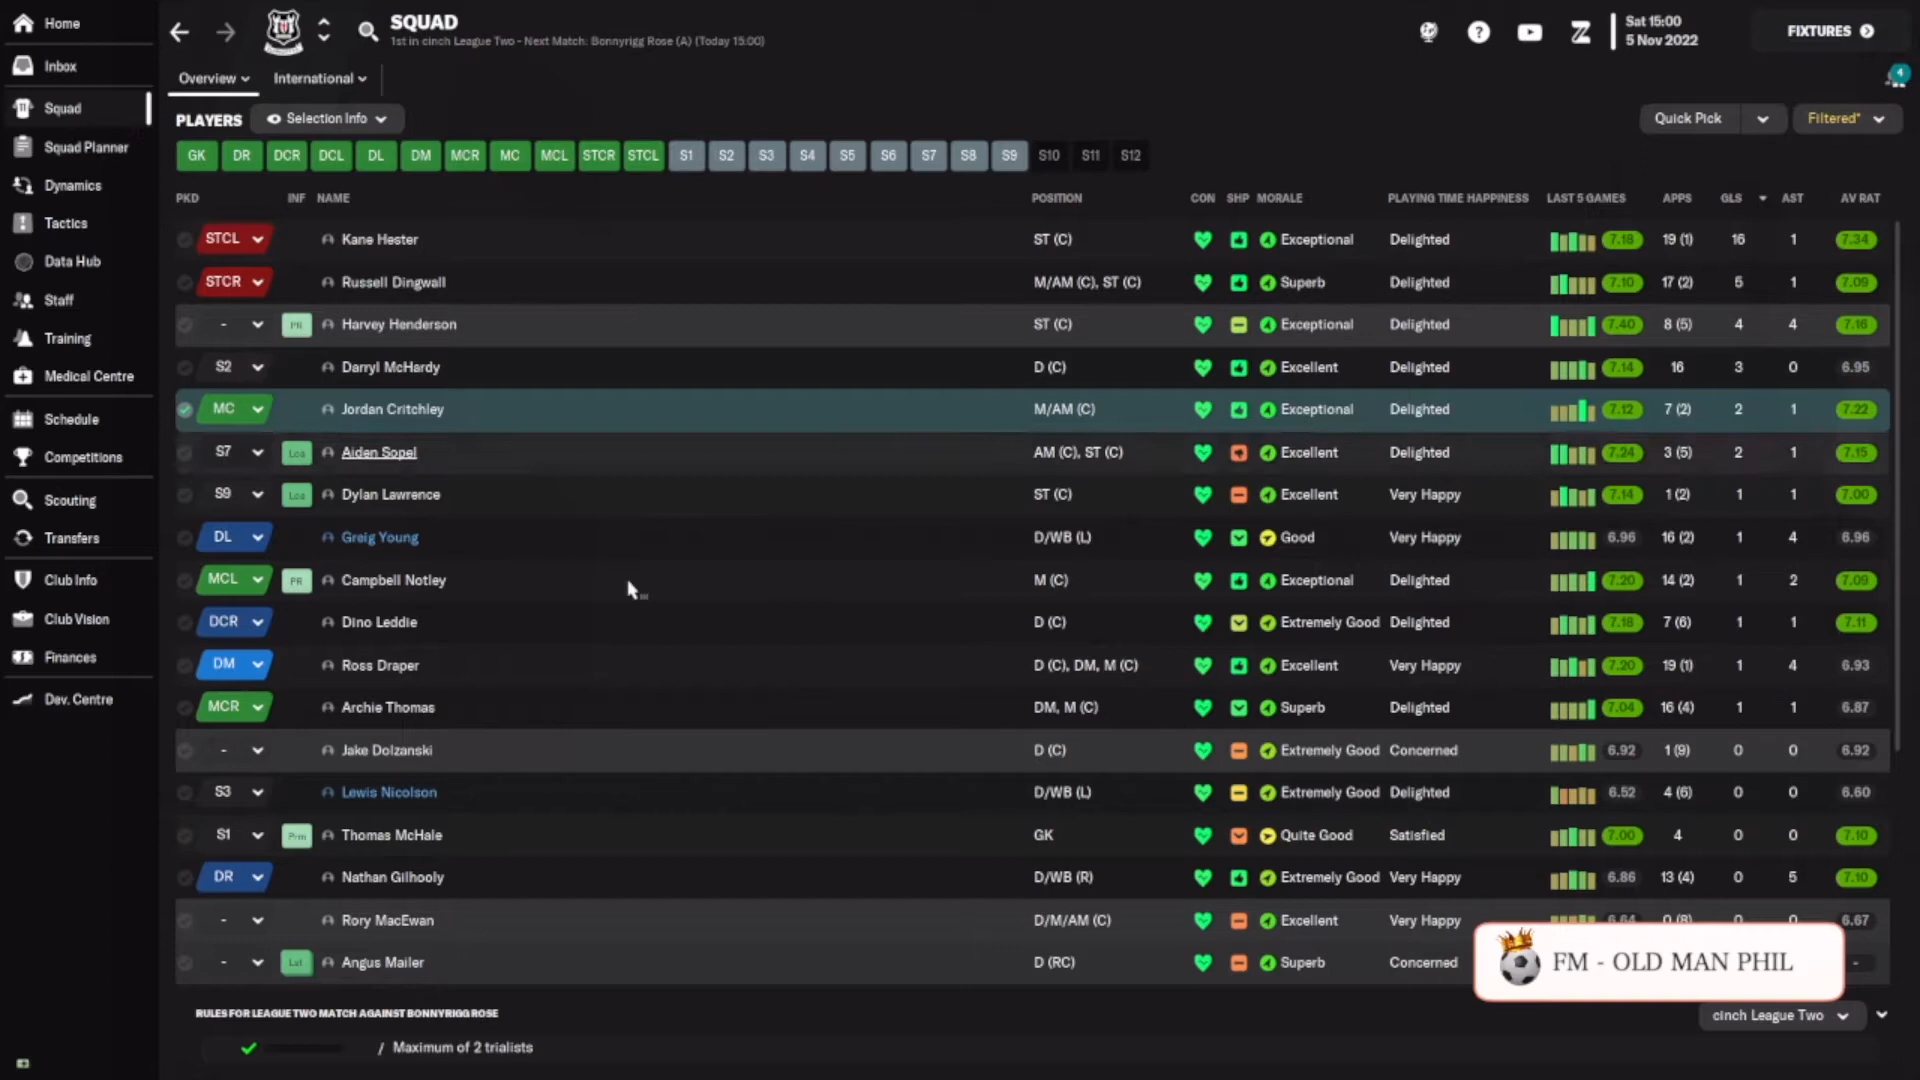 Home
Inbox
Squad
Squad Planner
Dynamics
Tactics
Data Hub
Staff
Training
Medical Centre
Schedule
Competitions
Scouting
Transfers
Club Info
Club Vision
Finances
Dev. Centre
SQUAD
1st in cinch League Two - Next Match: Bonnyrigg Rose (A) (Today 15:00)
Sat 15:00
5 Nov 2022
FIXTURES
Overview International
4
PLAYERS Selection Info Quick Pick Filtered*
GK DR DCR DCL DL DM MCR MC MCL STCR STCL S1 S2 S3 S4 S5 S6 S7 S8 S9 S10 S11 S12
PKD INF NAME POSITION CON SHP MORALE PLAYING TIME HAPPINESS LAST 5 GAMES APPS GLS AST AV RAT
STCL Kane Hester ST (C) Exceptional Delighted 7.18 19 (1) 16 1 7.34
STCR Russell Dingwall M/AM (C), ST (C) Superb Delighted 7.10 17 (2) 5 1 7.09
- PR Harvey Henderson ST (C) Exceptional Delighted 7.40 8 (5) 4 4 7.16
S2 Darryl McHardy D (C) Excellent Delighted 7.14 16 3 0 6.95
MC Jordan Critchley M/AM (C) Exceptional Delighted 7.12 7 (2) 2 1 7.22
S7 Loa Aiden Sopel AM (C), ST (C) Excellent Delighted 7.24 3 (5) 2 1 7.15
S9 Loa Dylan Lawrence ST (C) Excellent Very Happy 7.14 1 (2) 1 1 7.00
DL Greig Young D/WB (L) Good Very Happy 6.96 16 (2) 1 4 6.96
MCL PR Campbell Notley M (C) Exceptional Delighted 7.20 14 (2) 1 2 7.09
DCR Dino Leddie D (C) Extremely Good Delighted 7.18 7 (6) 1 1 7.11
DM Ross Draper D (C), DM, M (C) Excellent Very Happy 7.20 19 (1) 1 4 6.93
MCR Archie Thomas DM, M (C) Superb Delighted 7.04 16 (4) 1 1 6.87
- Jake Dolzanski D (C) Extremely Good Concerned 6.92 1 (9) 0 0 6.92
S3 Lewis Nicolson D/WB (L) Extremely Good Delighted 6.52 4 (6) 0 0 6.60
S1 Prm Thomas McHale GK Quite Good Satisfied 7.00 4 0 0 7.10
DR Nathan Gilhooly D/WB (R) Extremely Good Very Happy 6.86 13 (4) 0 5 7.10
- Rory MacEwan D/M/AM (C) Excellent Very Happy 6.64 0 (8) 0 0 6.67
- Lst Angus Mailer D (RC) Superb Concerned -
FM - OLD MAN PHIL
RULES FOR LEAGUE TWO MATCH AGAINST BONNYRIGG ROSE
cinch League Two
/ Maximum of 2 trialists